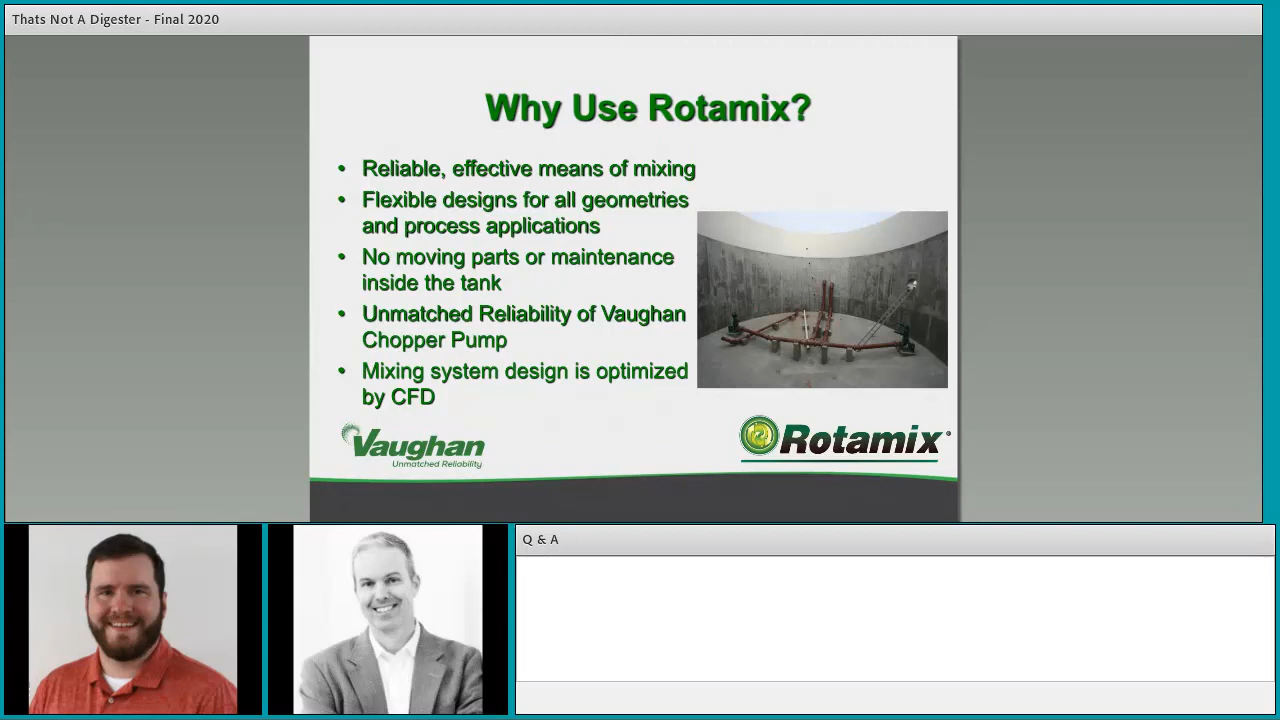 Thats Not A Digester - Final 2020
Why Use Rotamix?
• Reliable, effective means of mixing
• Flexible designs for all geometries
and process applications
• No moving parts or maintenance
inside the tank
• Unmatched Reliability of Vaughan
Chopper Pump
• Mixing system design is optimized
by CFD
Vaughan
Unmatched Reliability
Rotamix®
Q & A